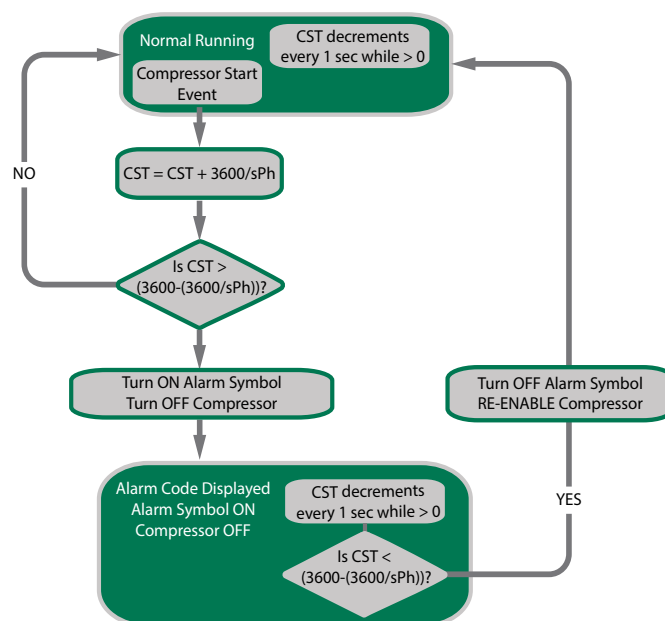 Normal Running
CST decrements
every 1 sec while > 0
Compressor Start
Event
NO
CST = CST + 3600/sPh
Is CST >
(3600-(3600/sPh))?
Turn ON Alarm Symbol
Turn OFF Compressor
Turn OFF Alarm Symbol
RE-ENABLE Compressor
Alarm Code Displayed
Alarm Symbol ON
Compressor OFF
CST decrements
every 1 sec while > 0
YES
Is CST <
(3600-(3600/sPh))?